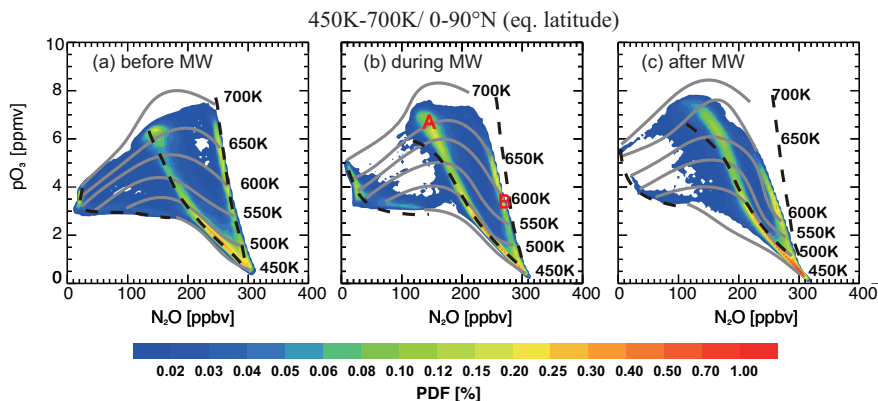 450K-700K/ 0-90°N (eq. latitude)
(a) before MW
(b) during MW
(c) after MW
pO₃ [ppmv]
10
8
6
4
2
0
700K
650K
600K
550K
500K
450K
700K
A
650K
B
600K
550K
500K
450K
700K
650K
600K
550K
500K
450K
0 100 200 300 400
0 100 200 300 400
0 100 200 300 400
N₂O [ppbv]
N₂O [ppbv]
N₂O [ppbv]
0.02 0.03 0.04 0.05 0.06 0.08 0.10 0.12 0.15 0.20 0.25 0.30 0.40 0.50 0.70 1.00
PDF [%]